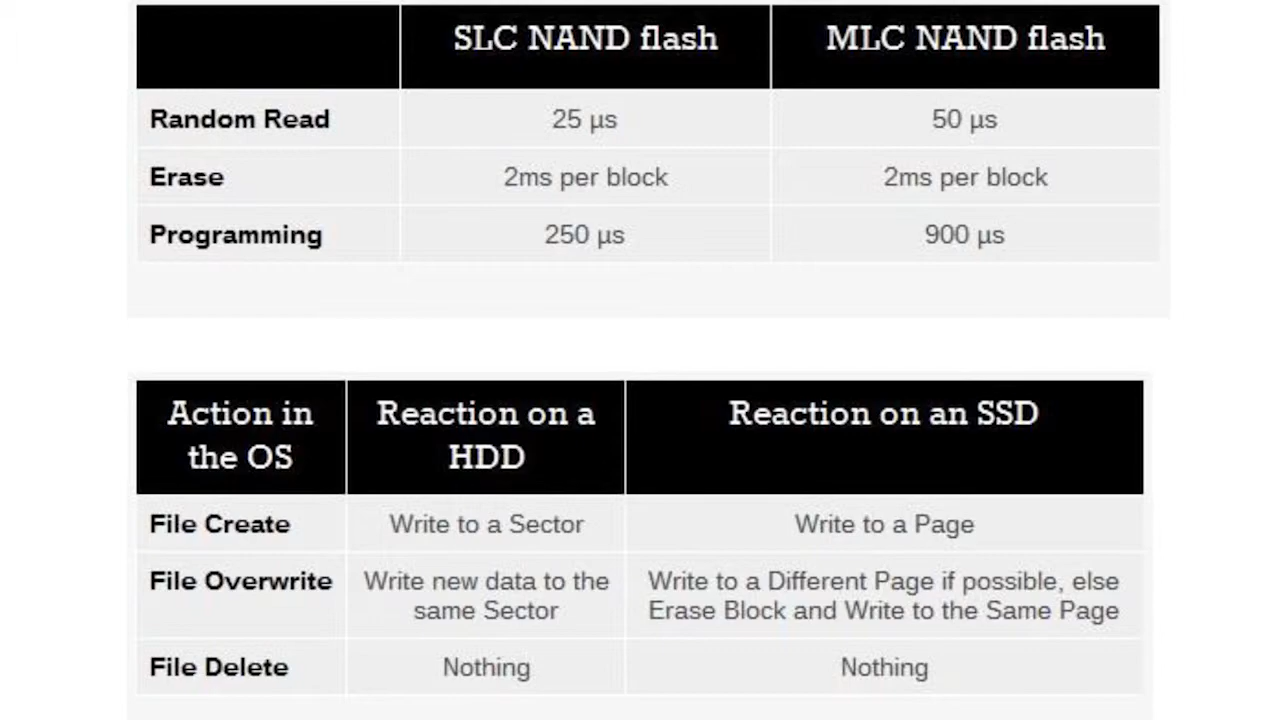 SLC NAND flash MLC NAND flash
Random Read 25 µs 50 µs
Erase 2ms per block 2ms per block
Programming 250 µs 900 µs
Action in the OS Reaction on a HDD Reaction on an SSD
File Create Write to a Sector Write to a Page
File Overwrite Write new data to the same Sector Write to a Different Page if possible, else Erase Block and Write to the Same Page
File Delete Nothing Nothing